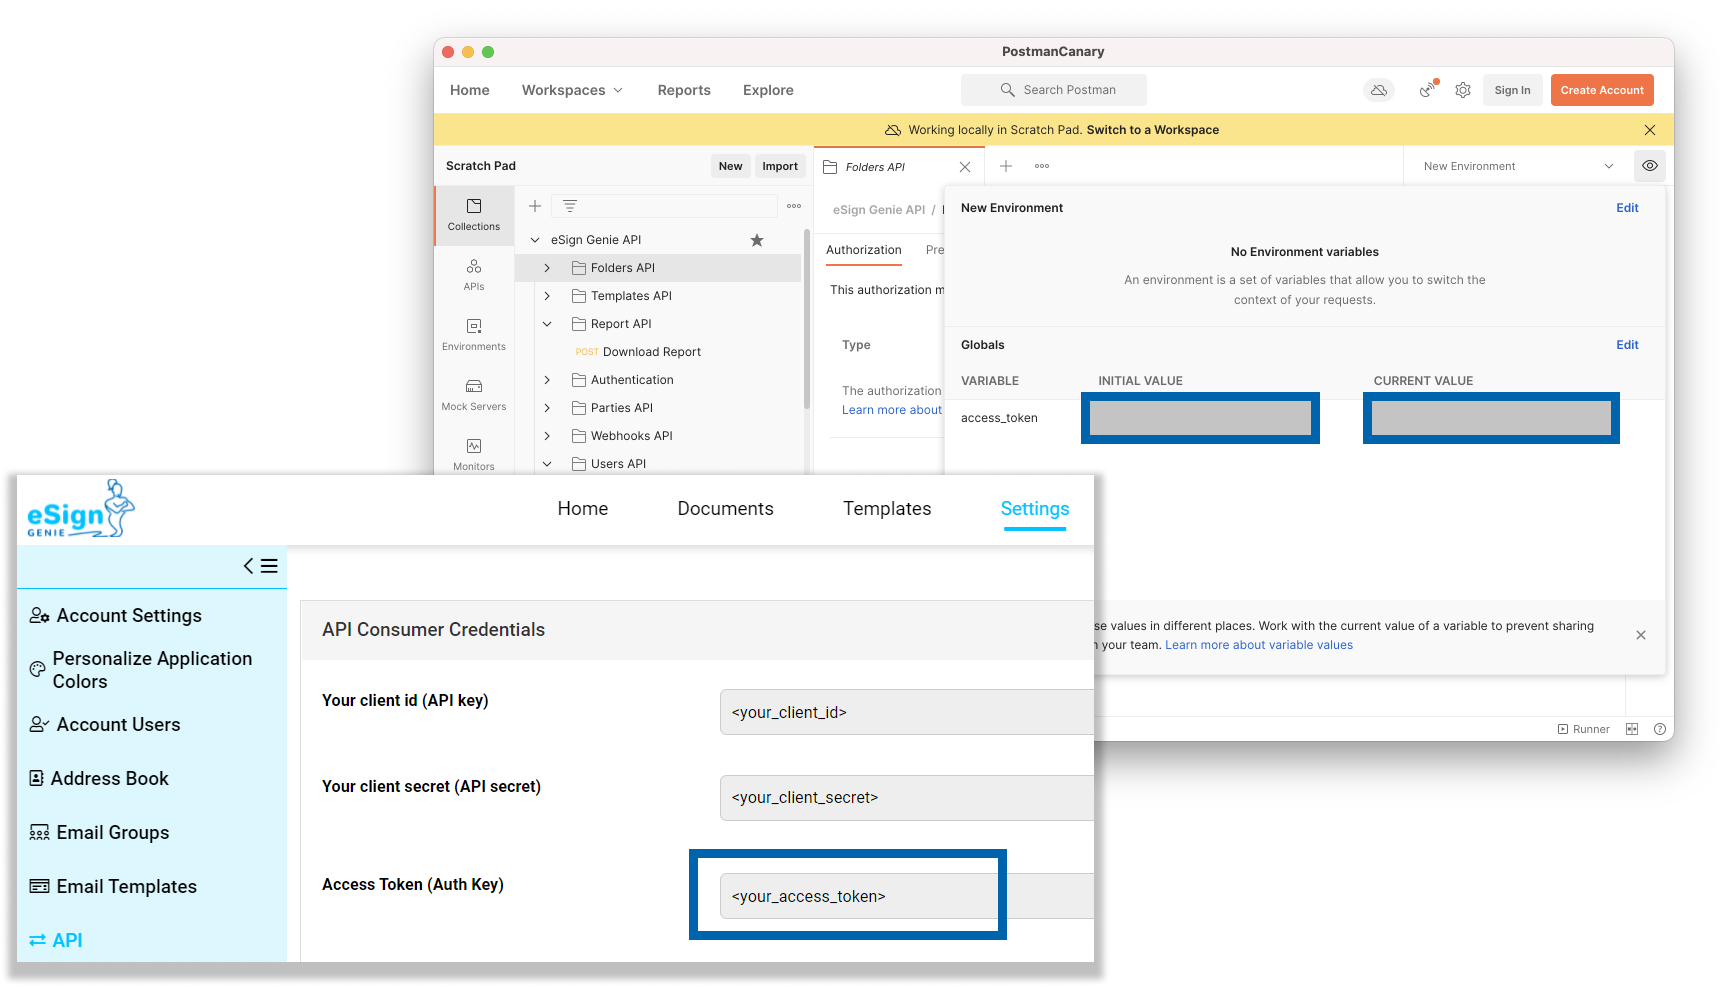 PostmanCanary
Home
Workspaces
Reports
Explore
Search Postman
Sign In
Create Account
Working locally in Scratch Pad. Switch to a Workspace
Scratch Pad
New
Import
Folders API
New Environment
Collections
APIs
Environments
Mock Servers
Monitors
eSign Genie API
Folders API
Templates API
Report API
POST Download Report
Authentication
Parties API
Webhooks API
Users API
eSign Genie API /
Authorization
Pre
This authorization m
Type
The authorization
Learn more about
New Environment
Edit
No Environment variables
An environment is a set of variables that allow you to switch the
context of your requests.
Globals
Edit
VARIABLE
INITIAL VALUE
CURRENT VALUE
access_token
se values in different places. Work with the current value of a variable to prevent sharing
your team. Learn more about variable values
Runner
eSign
GENIE
Home
Documents
Templates
Settings
Account Settings
Personalize Application
Colors
Account Users
Address Book
Email Groups
Email Templates
API
API Consumer Credentials
Your client id (API key)
<your_client_id>
Your client secret (API secret)
<your_client_secret>
Access Token (Auth Key)
<your_access_token>